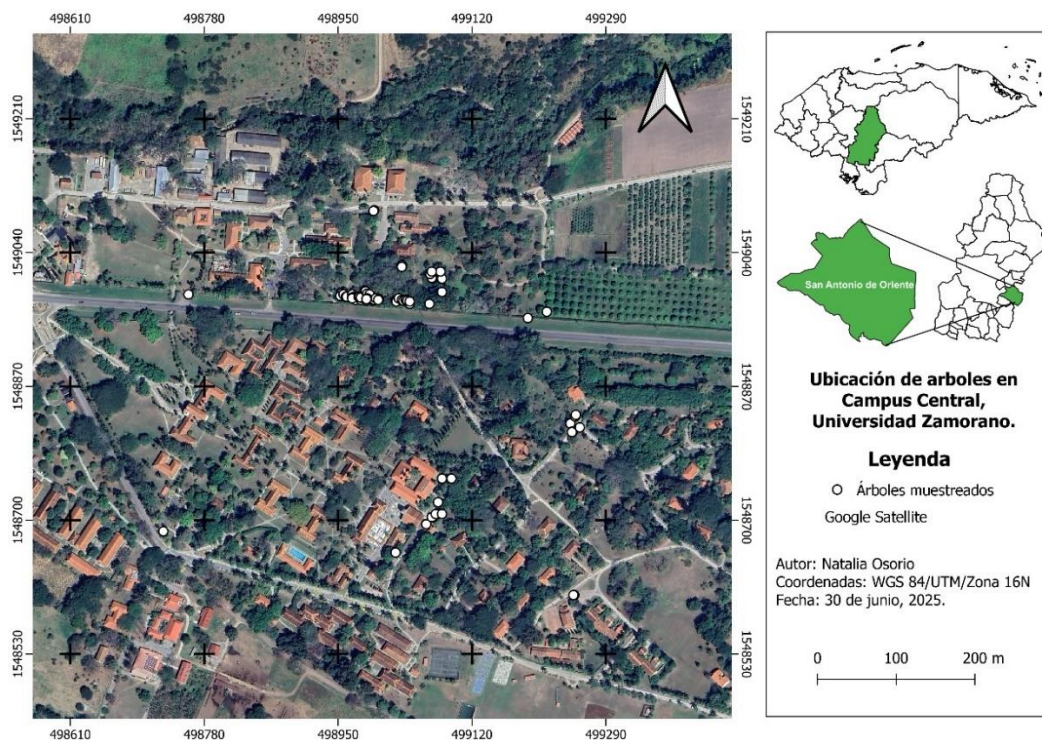 498610 498780 498950 499120 499290
1549210 1549210
1549040 1549040
1548870 1548870
1548700 1548700
1548530 1548530
498610 498780 498950 499120 499290
San Antonio de Oriente
Ubicación de arboles en
Campus Central,
Universidad Zamorano.
Leyenda
Árboles muestreados
Google Satellite
Autor: Natalia Osorio
Coordenadas: WGS 84/UTM/Zona 16N
Fecha: 30 de junio, 2025.
0 100 200 m